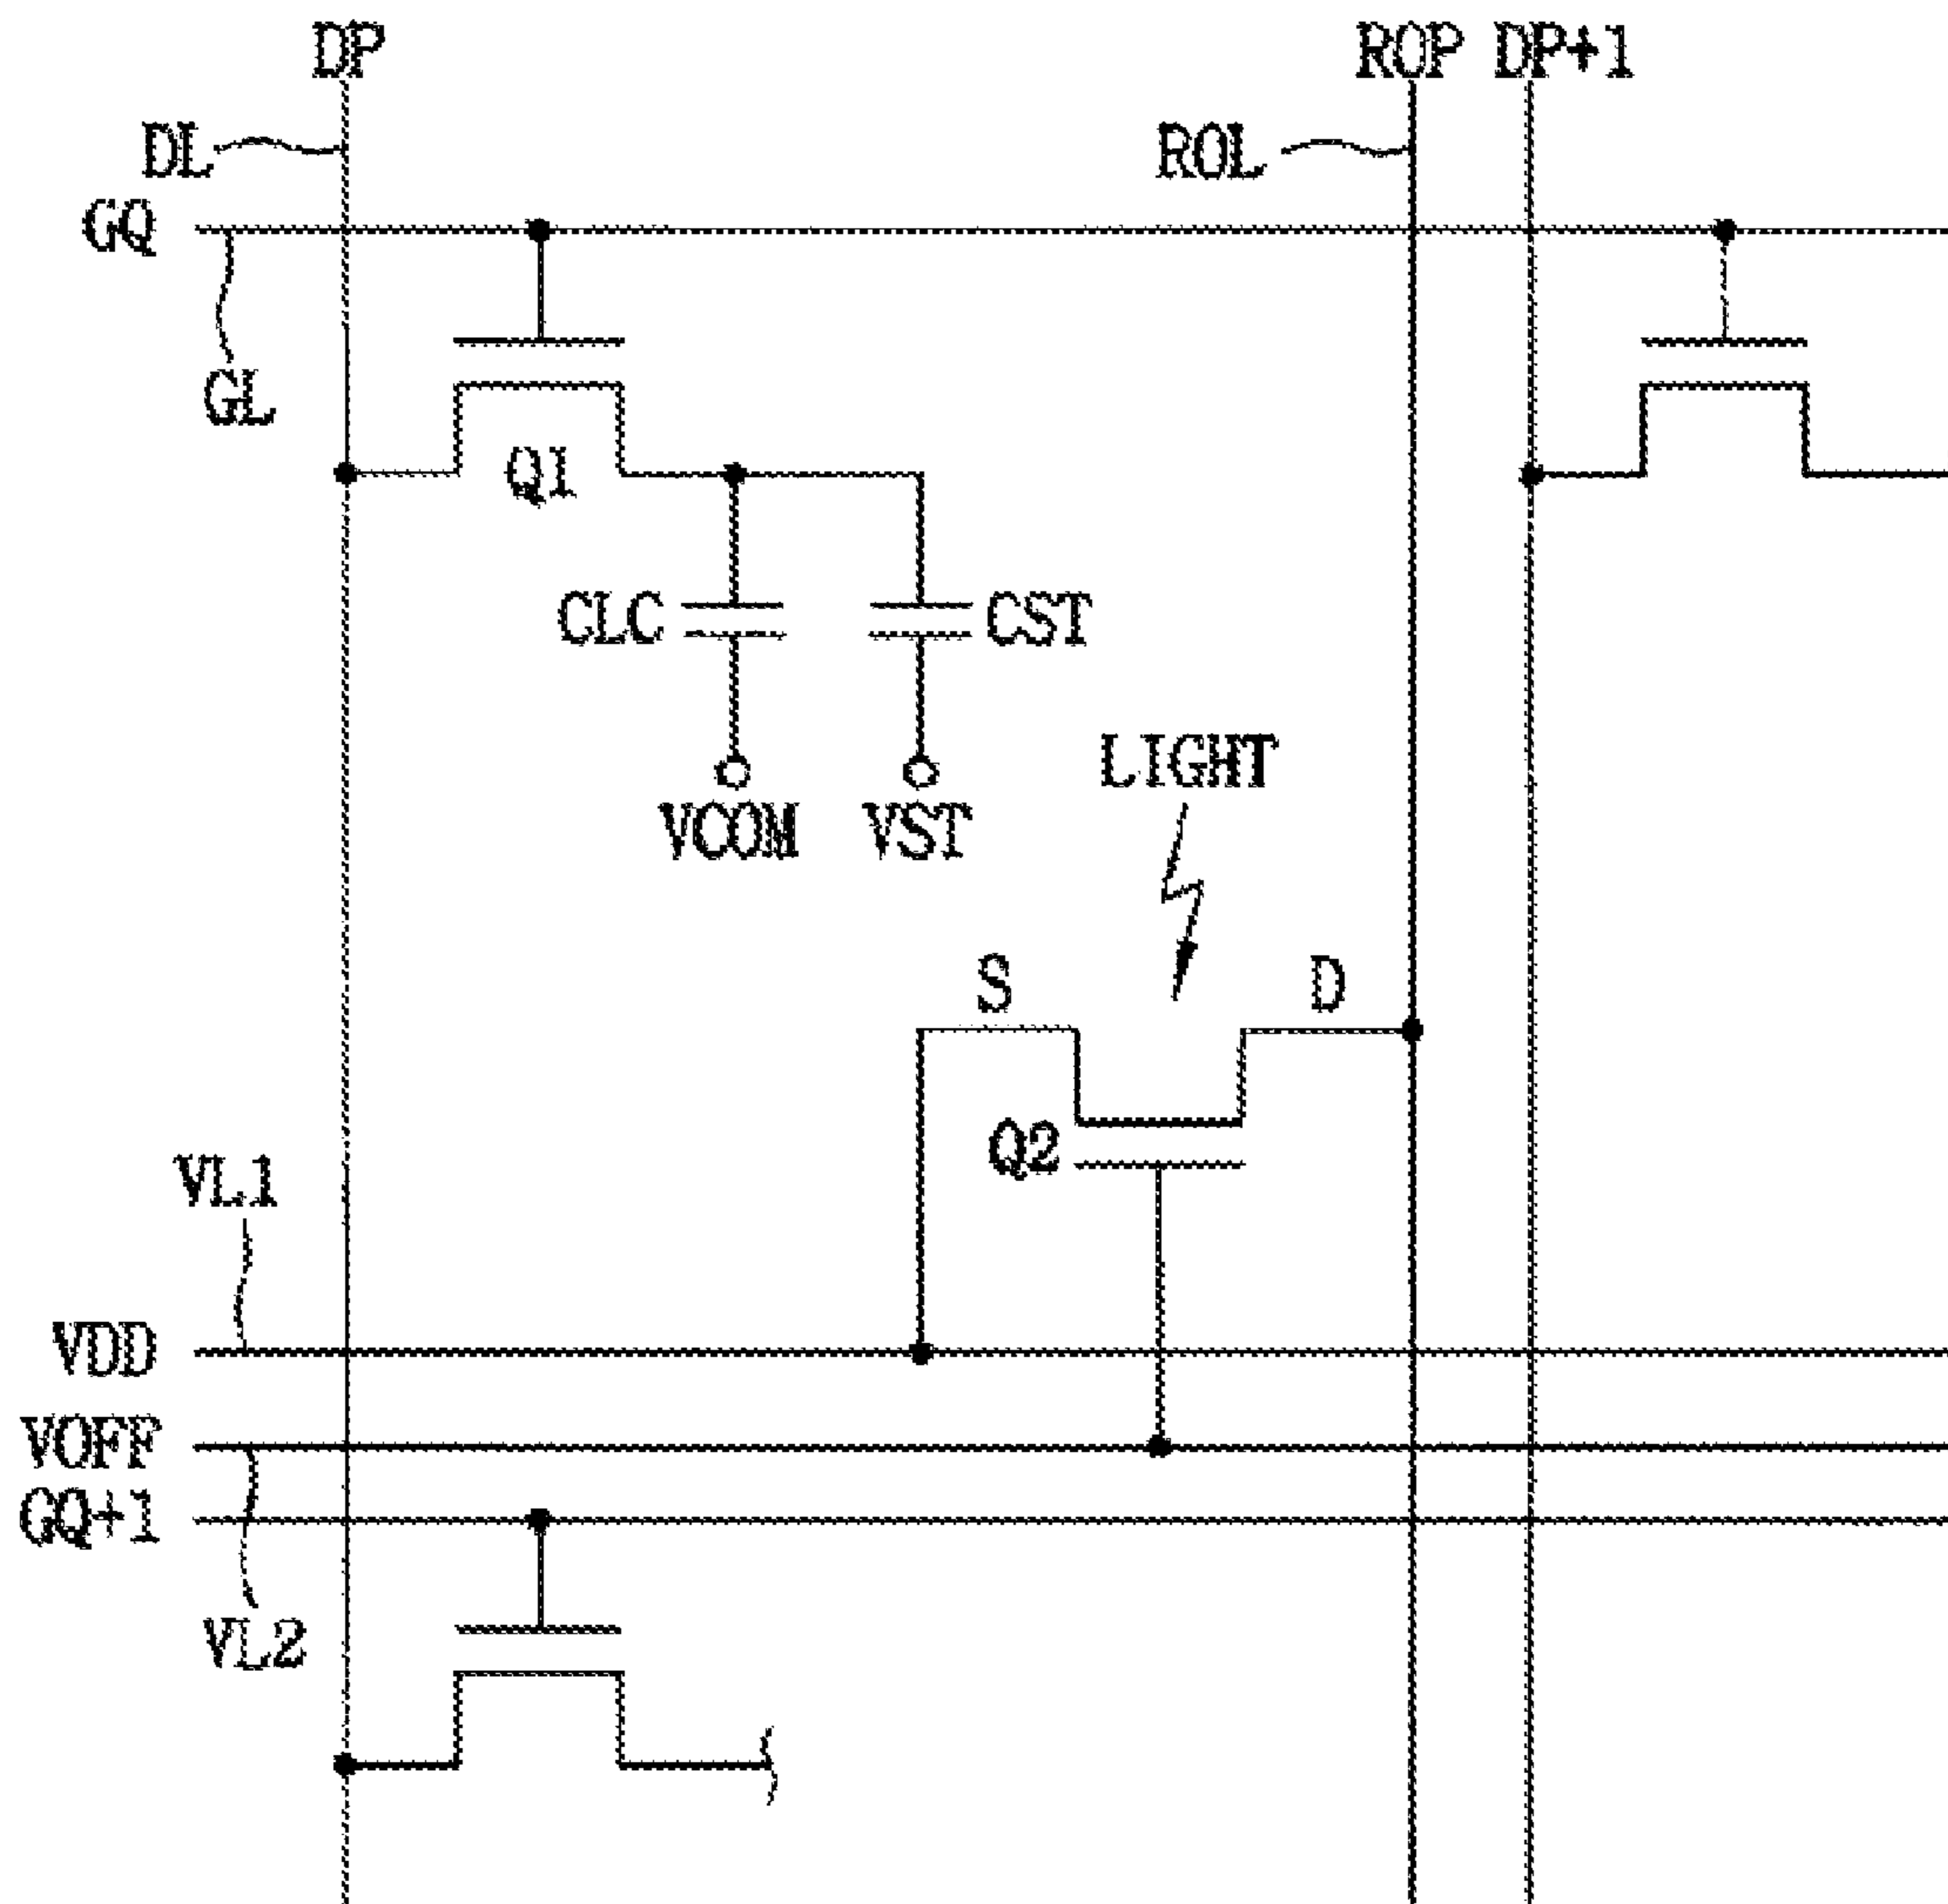 DP
ROP DP+1
DL
ROL
GQ
GL
Q1
CLC
CST
LIGHT
VCOM
VST
S
D
Q2
VL1
VDD
VOFF
GQ+1
VL2